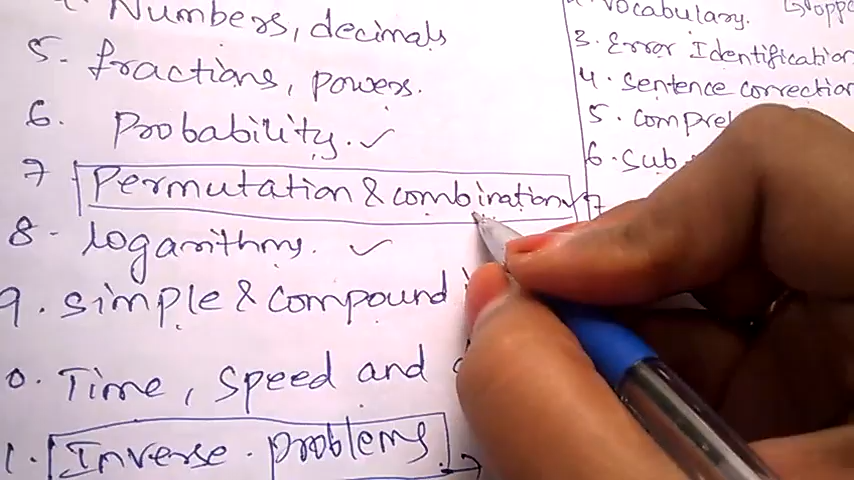 Numbers, decimals
5. fractions, powers.
6. Probability. ✓
7 Permutation & combination ✓
8 - logarithms. ✓
9. simple & compound
0. Time, Speed and
1. Inverse. problems →
Vocabulary.
3. Error Identification
4. Sentence correction
5. compre
6. Sub
7